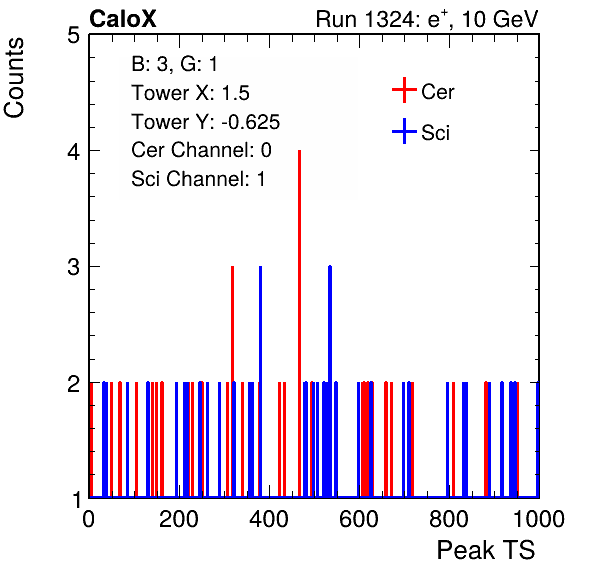 CaloX Run 1324: e+, 10 GeV
Counts
5
B: 3, G: 1
Tower X: 1.5
Tower Y: -0.625
Cer Channel: 0
Sci Channel: 1
Cer
Sci
4
3
2
1
0 200 400 600 800 1000
Peak TS